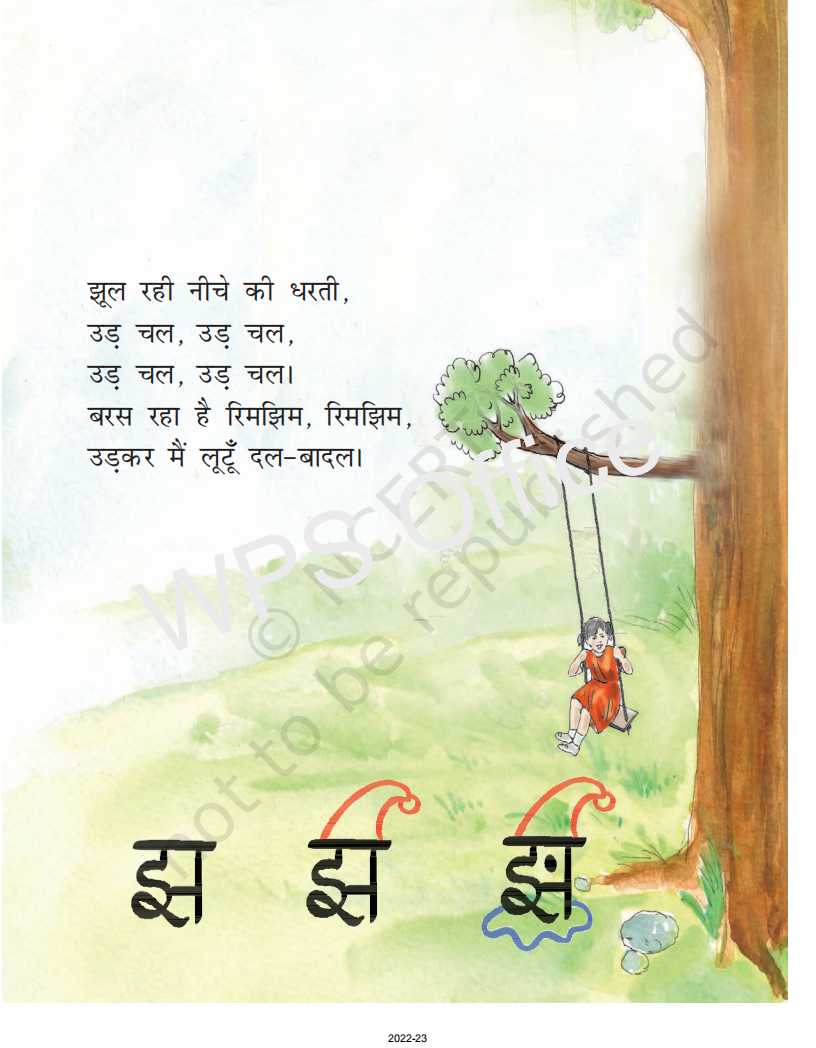 झूल रही नीचे की धरती,
उड़ चल, उड़ चल,
उड़ चल, उड़ चल।
बरस रहा है रिमझिम, रिमझिम,
उड़कर मैं लूटूँ दल-बादल।
WPS Office
© NCERT
not to be republished
झ झ झ
2022-23